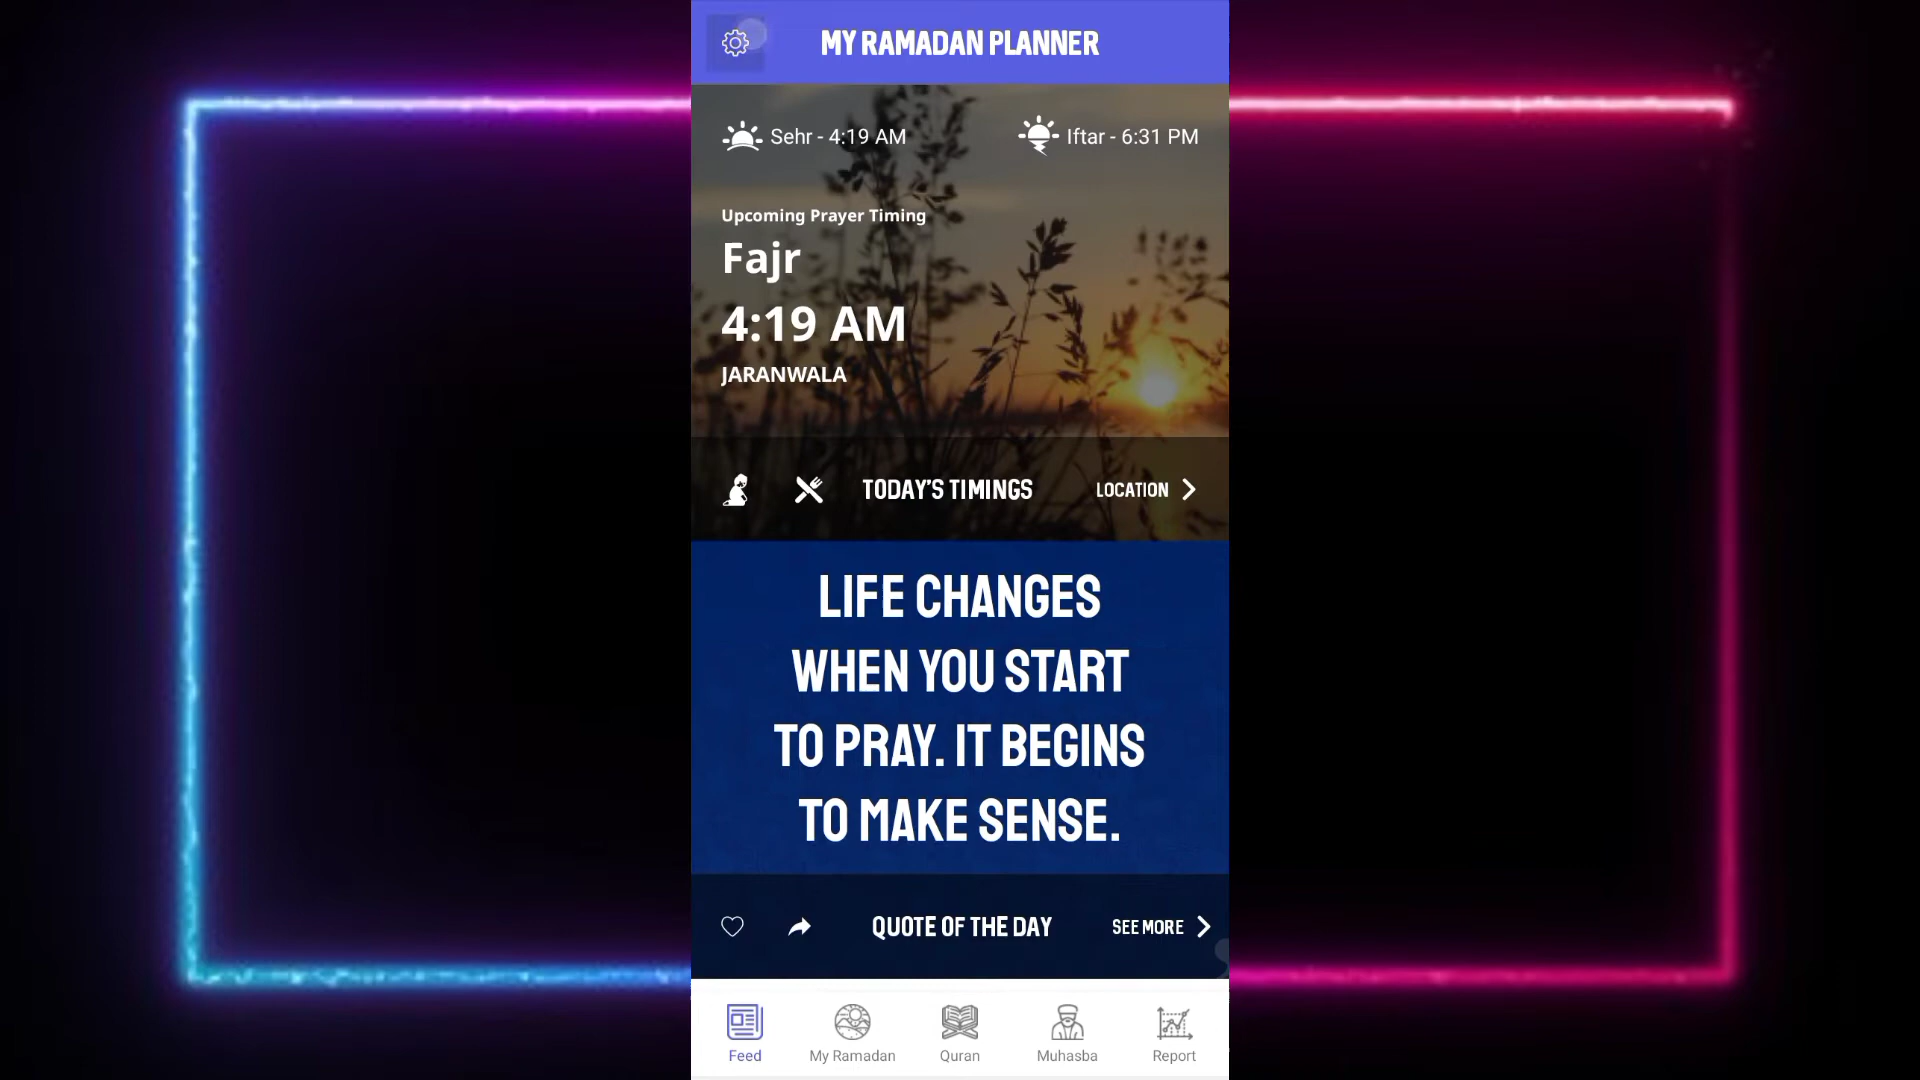 MY RAMADAN PLANNER
Sehr - 4:19 AM
Iftar - 6:31 PM
Upcoming Prayer Timing
Fajr
4:19 AM
JARANWALA
TODAY'S TIMINGS
LOCATION
LIFE CHANGES
WHEN YOU START
TO PRAY. IT BEGINS
TO MAKE SENSE.
QUOTE OF THE DAY
SEE MORE
Feed
My Ramadan
Quran
Muhasba
Report